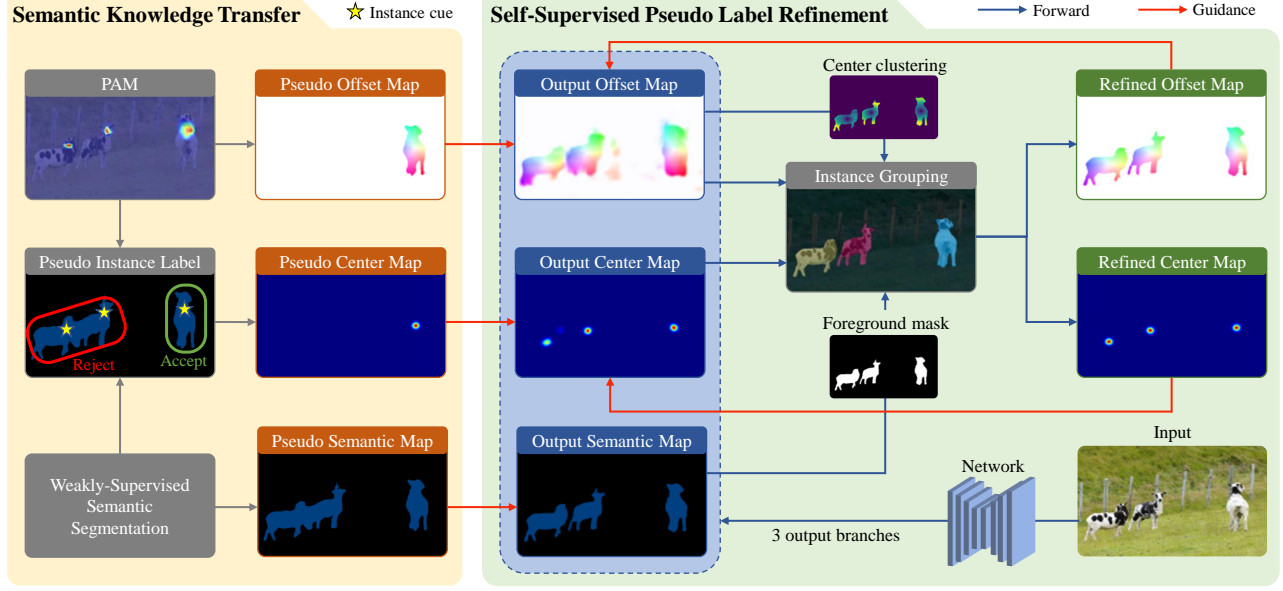 Semantic Knowledge Transfer
Instance cue
PAM
Pseudo Offset Map
Pseudo Instance Label
Pseudo Center Map
Reject
Accept
Weakly-Supervised
Semantic
Segmentation
Pseudo Semantic Map
Self-Supervised Pseudo Label Refinement
Forward
Guidance
Output Offset Map
Center clustering
Refined Offset Map
Instance Grouping
Output Center Map
Refined Center Map
Foreground mask
Output Semantic Map
Input
Network
3 output branches